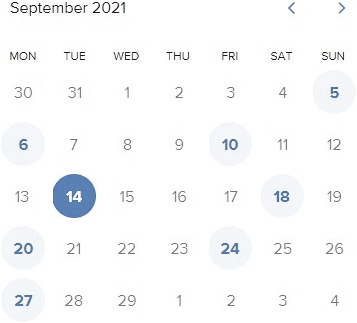 September 2021
MON TUE WED THU FRI SAT SUN
30 31 1 2 3 4 5
6 7 8 9 10 11 12
13 14 15 16 17 18 19
20 21 22 23 24 25 26
27 28 29 1 2 3 4